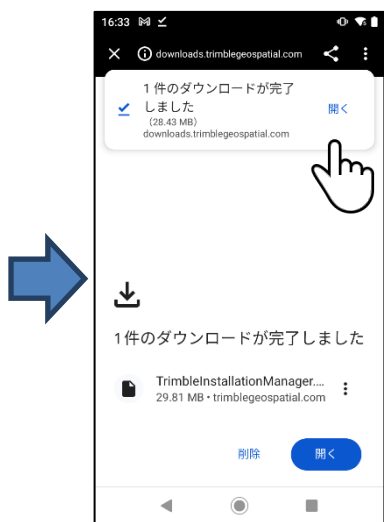 16:33
downloads.trimblegeospatial.com
1 件のダウンロードが完了
しました
開く
(28.43 MB)
downloads.trimblegeospatial.com
1件のダウンロードが完了しました
TrimbleInstallationManager....
29.81 MB • trimblegeospatial.com
削除
開く